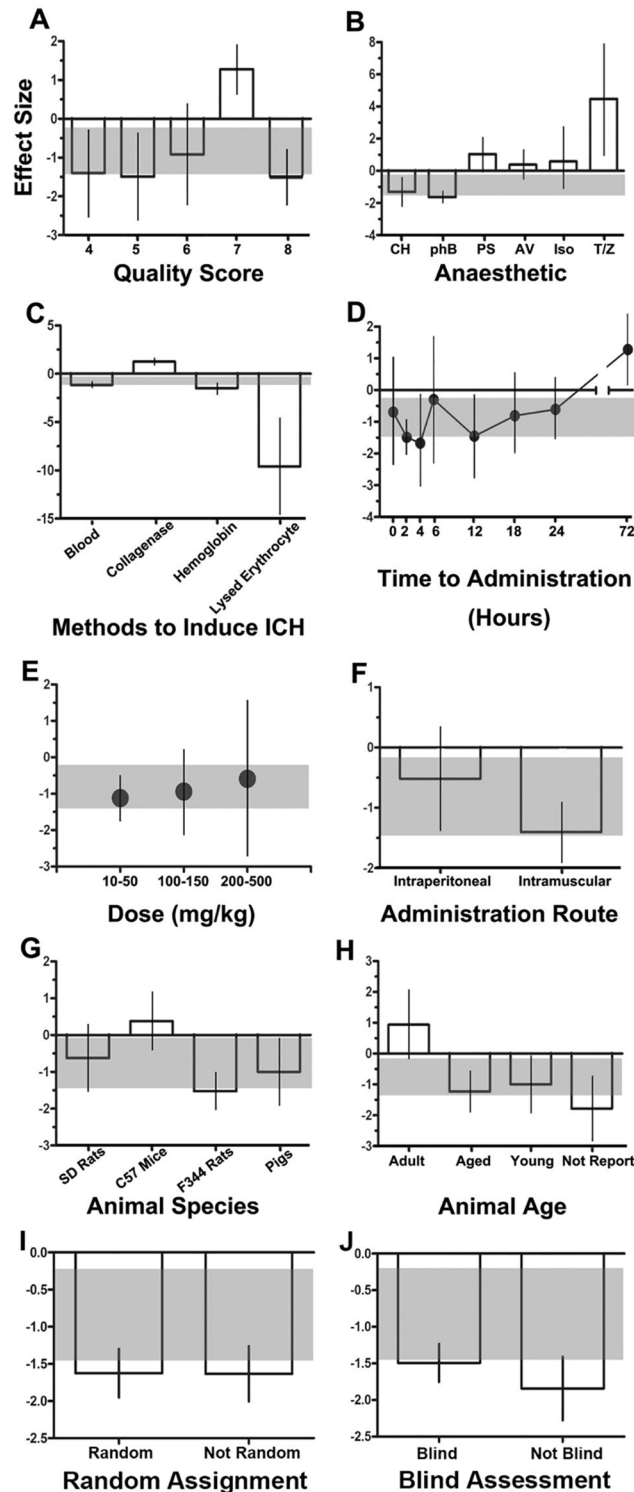 A
Effect Size
2
1
0
-1
-2
-3
4 5 6 7 8
Quality Score
B
8
6
4
2
0
-2
-4
CH phB PS AV Iso T/Z
Anaesthetic
C
5
0
-5
-10
-15
Blood
Collagenase
Hemoglobin
Lysed Erythrocyte
Methods to Induce ICH
D
2
1
0
-1
-2
-3
-4
0 2 4 6 12 18 24 72
Time to Administration
(Hours)
E
2
1
0
-1
-2
-3
10-50 100-150 200-500
Dose (mg/kg)
F
1
0
-1
-2
Intraperitoneal Intramuscular
Administration Route
G
2
1
0
-1
-2
-3
SD Rats
C57 Mice
F344 Rats
Pigs
Animal Species
H
3
2
1
0
-1
-2
-3
Adult Aged Young Not Report
Animal Age
I
0.0
-0.5
-1.0
-1.5
-2.0
-2.5
Random Not Random
Random Assignment
J
0.0
-0.5
-1.0
-1.5
-2.0
-2.5
Blind Not Blind
Blind Assessment